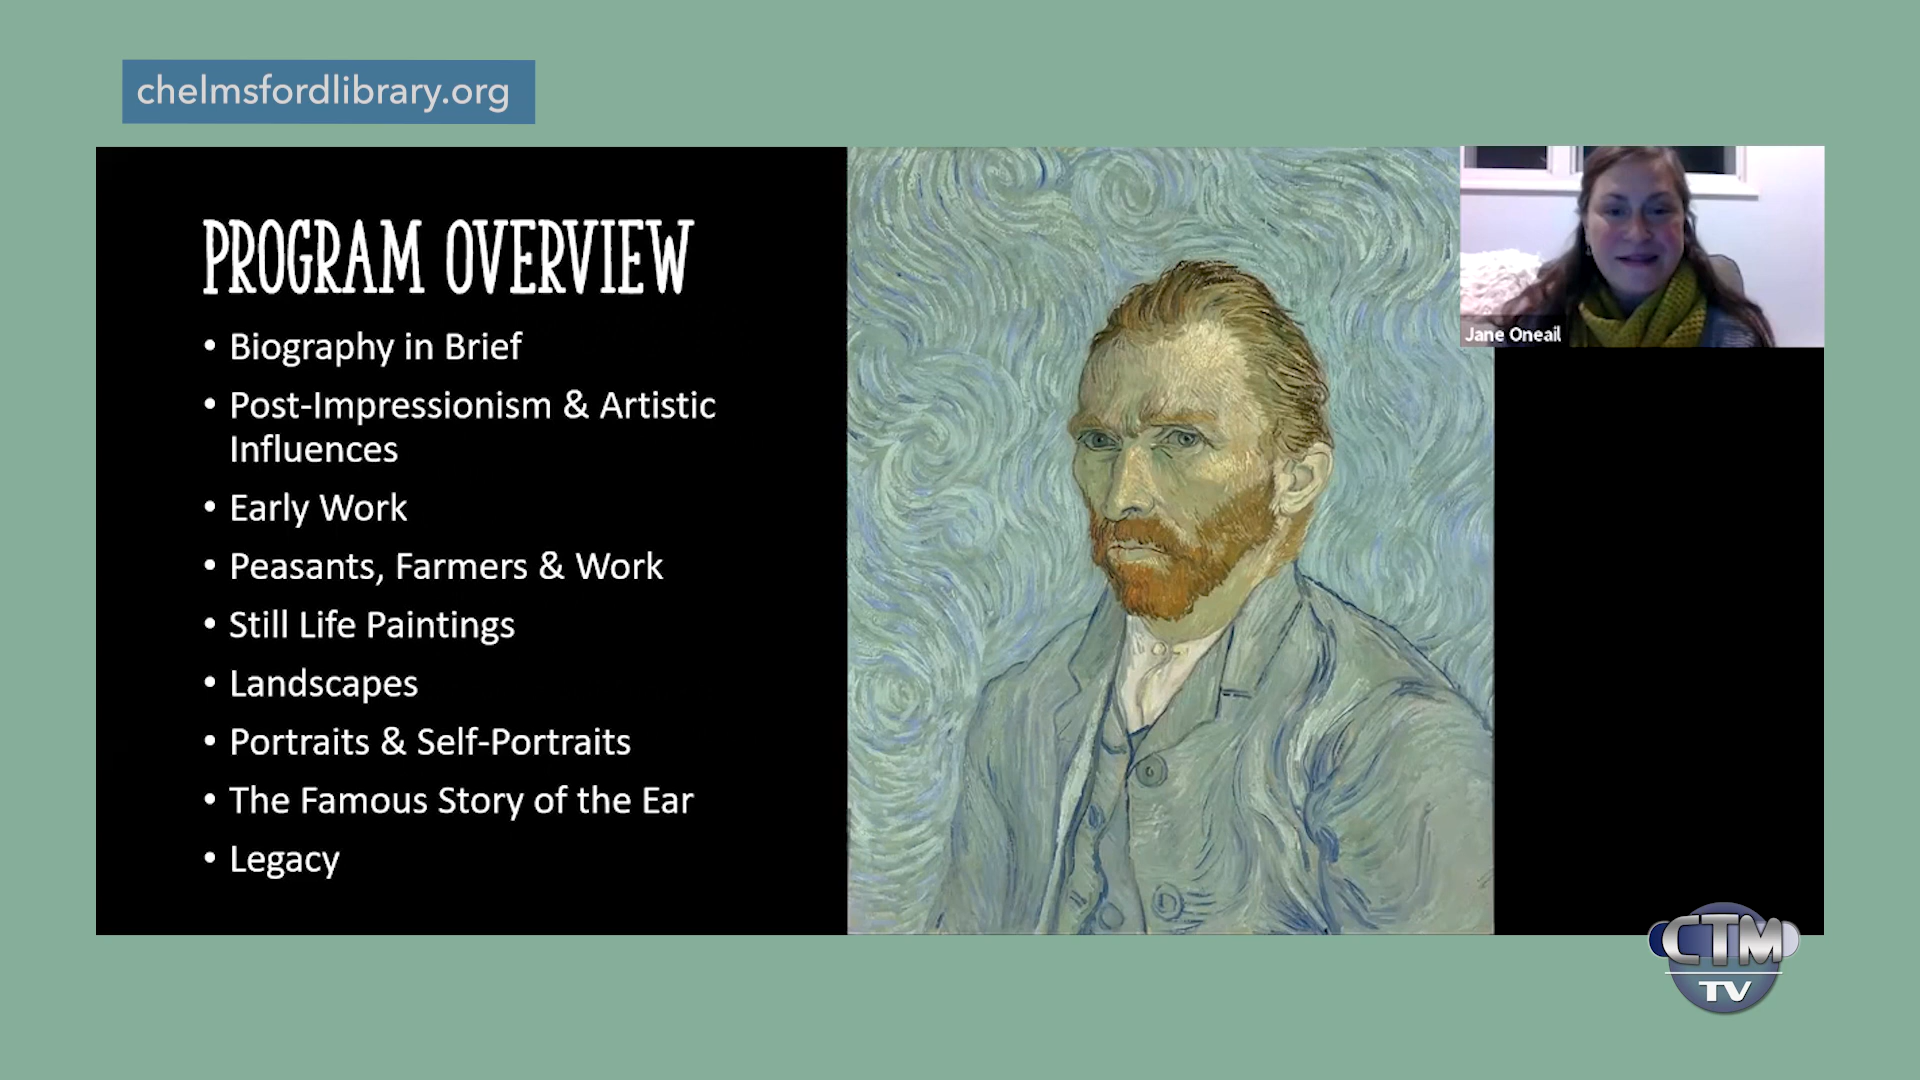 chelmsfordlibrary.org
PROGRAM OVERVIEW
• Biography in Brief
• Post-Impressionism & Artistic
Influences
• Early Work
• Peasants, Farmers & Work
• Still Life Paintings
• Landscapes
• Portraits & Self-Portraits
• The Famous Story of the Ear
• Legacy
Jane Oneail
CTM
TV